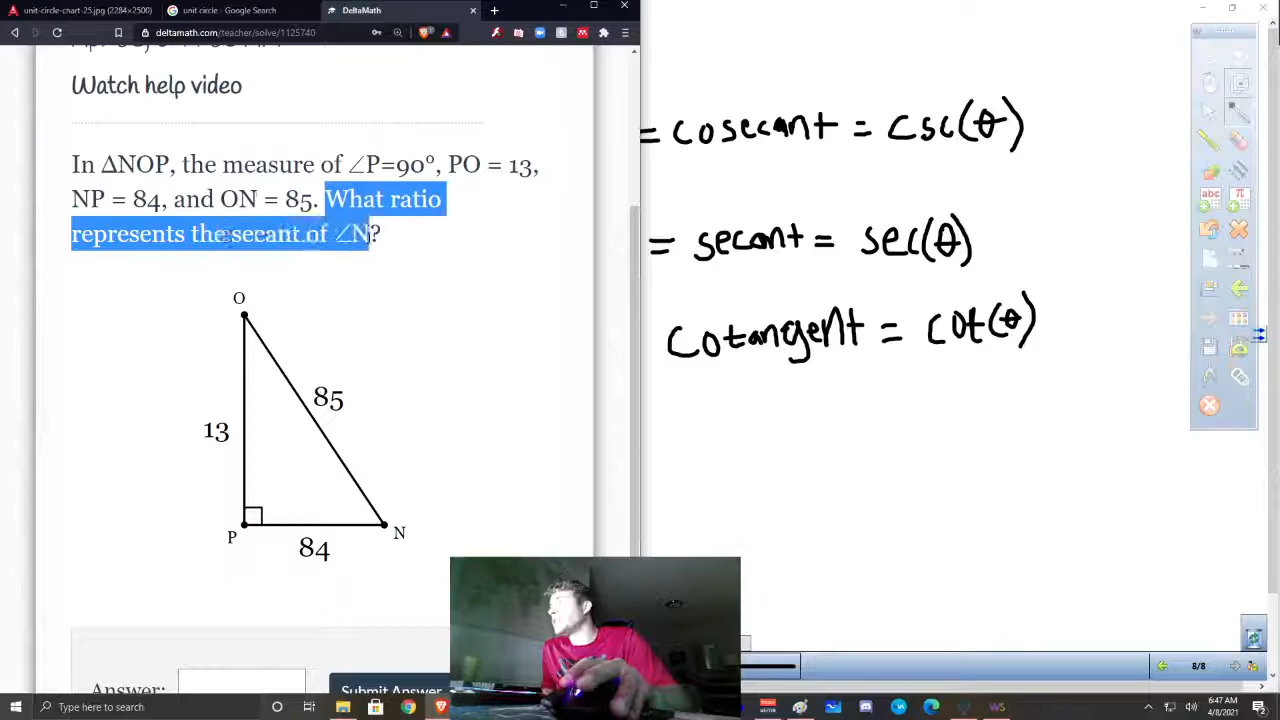 unit-circle-chart-25.jpg (2284×2500)
unit circle - Google Search
DeltaMath
deltamath.com/teacher/solve/1125740
Watch help video
In ΔNOP, the measure of ∠P=90°, PO = 13,
NP = 84, and ON = 85. What ratio
represents the secant of ∠N?
O
85
13
P
N
84
Answer:
Submit Answer
= cosecant = csc(θ)
= secant = sec(θ)
cotangent = cot(θ)
abc
π
8/8
Type here to search
WS
6:47 AM
4/8/2021